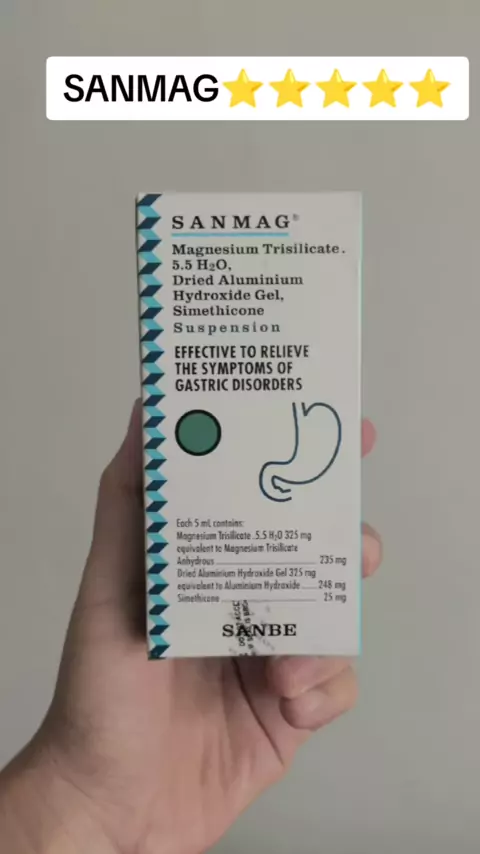 SANMAG⭐⭐⭐⭐⭐
SANMAG®
Magnesium Trisilicate.
5.5 H₂O,
Dried Aluminium
Hydroxide Gel,
Simethicone
Suspension
EFFECTIVE TO RELIEVE
THE SYMPTOMS OF
GASTRIC DISORDERS
Each 5 mL contains:
Magnesium Trisilicate .5.5 H₂O 325 mg
equivalent to Magnesium Trisilicate
Anhydrous ........ 235 mg
Dried Aluminium Hydroxide Gel 325 mg
equivalent to Aluminium Hydroxide ..... 248 mg
Simethicone ........ 25 mg
SANBE